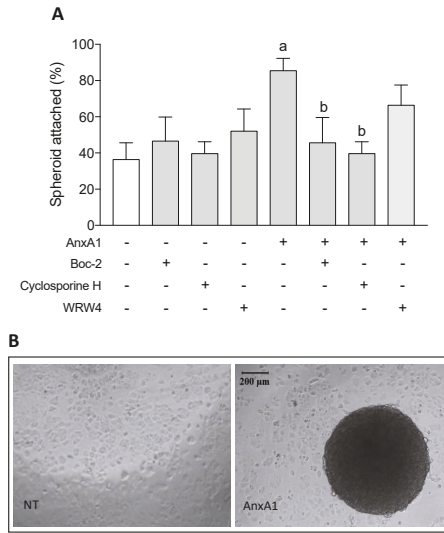 A
Spheroid attached (%)
100
80
60
40
20
0
a
b
b
AnxA1 - - - - + + + +
Boc-2 - + - - - + - -
Cyclosporine H - - + - - - + -
WRW4 - - - + - - - +
B
NT
200 µm
AnxA1